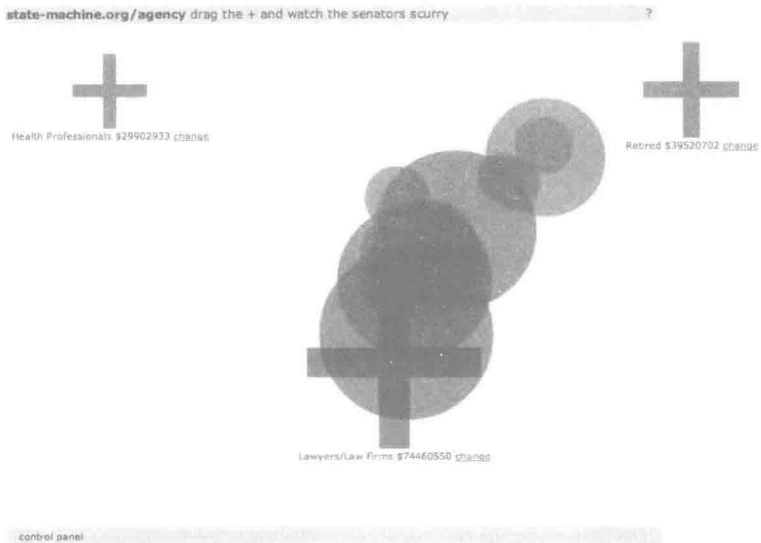 state-machine.org/agency drag the + and watch the senators scurry ?
Health Professionals $29902933 change
Retired $39520702 change
Lawyers/Law Firms $74460550 change
control panel